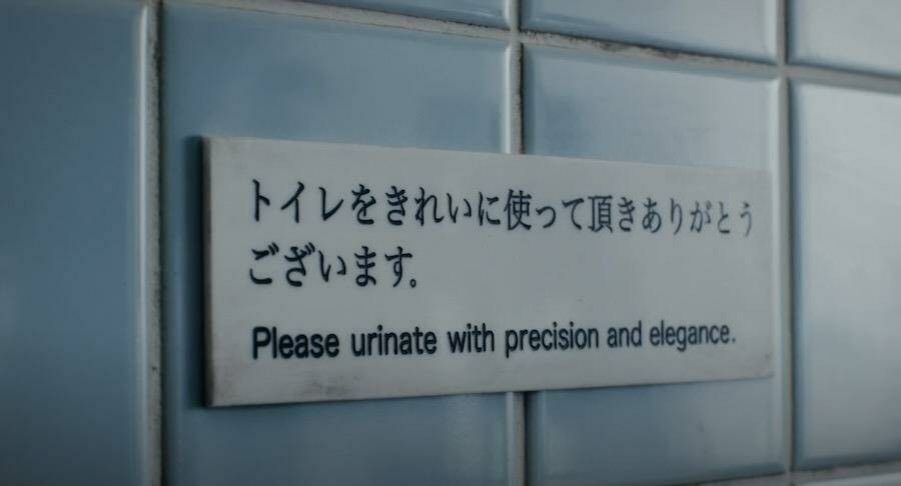 トイレをきれいに使って頂きありがとう
ございます。
Please urinate with precision and elegance.